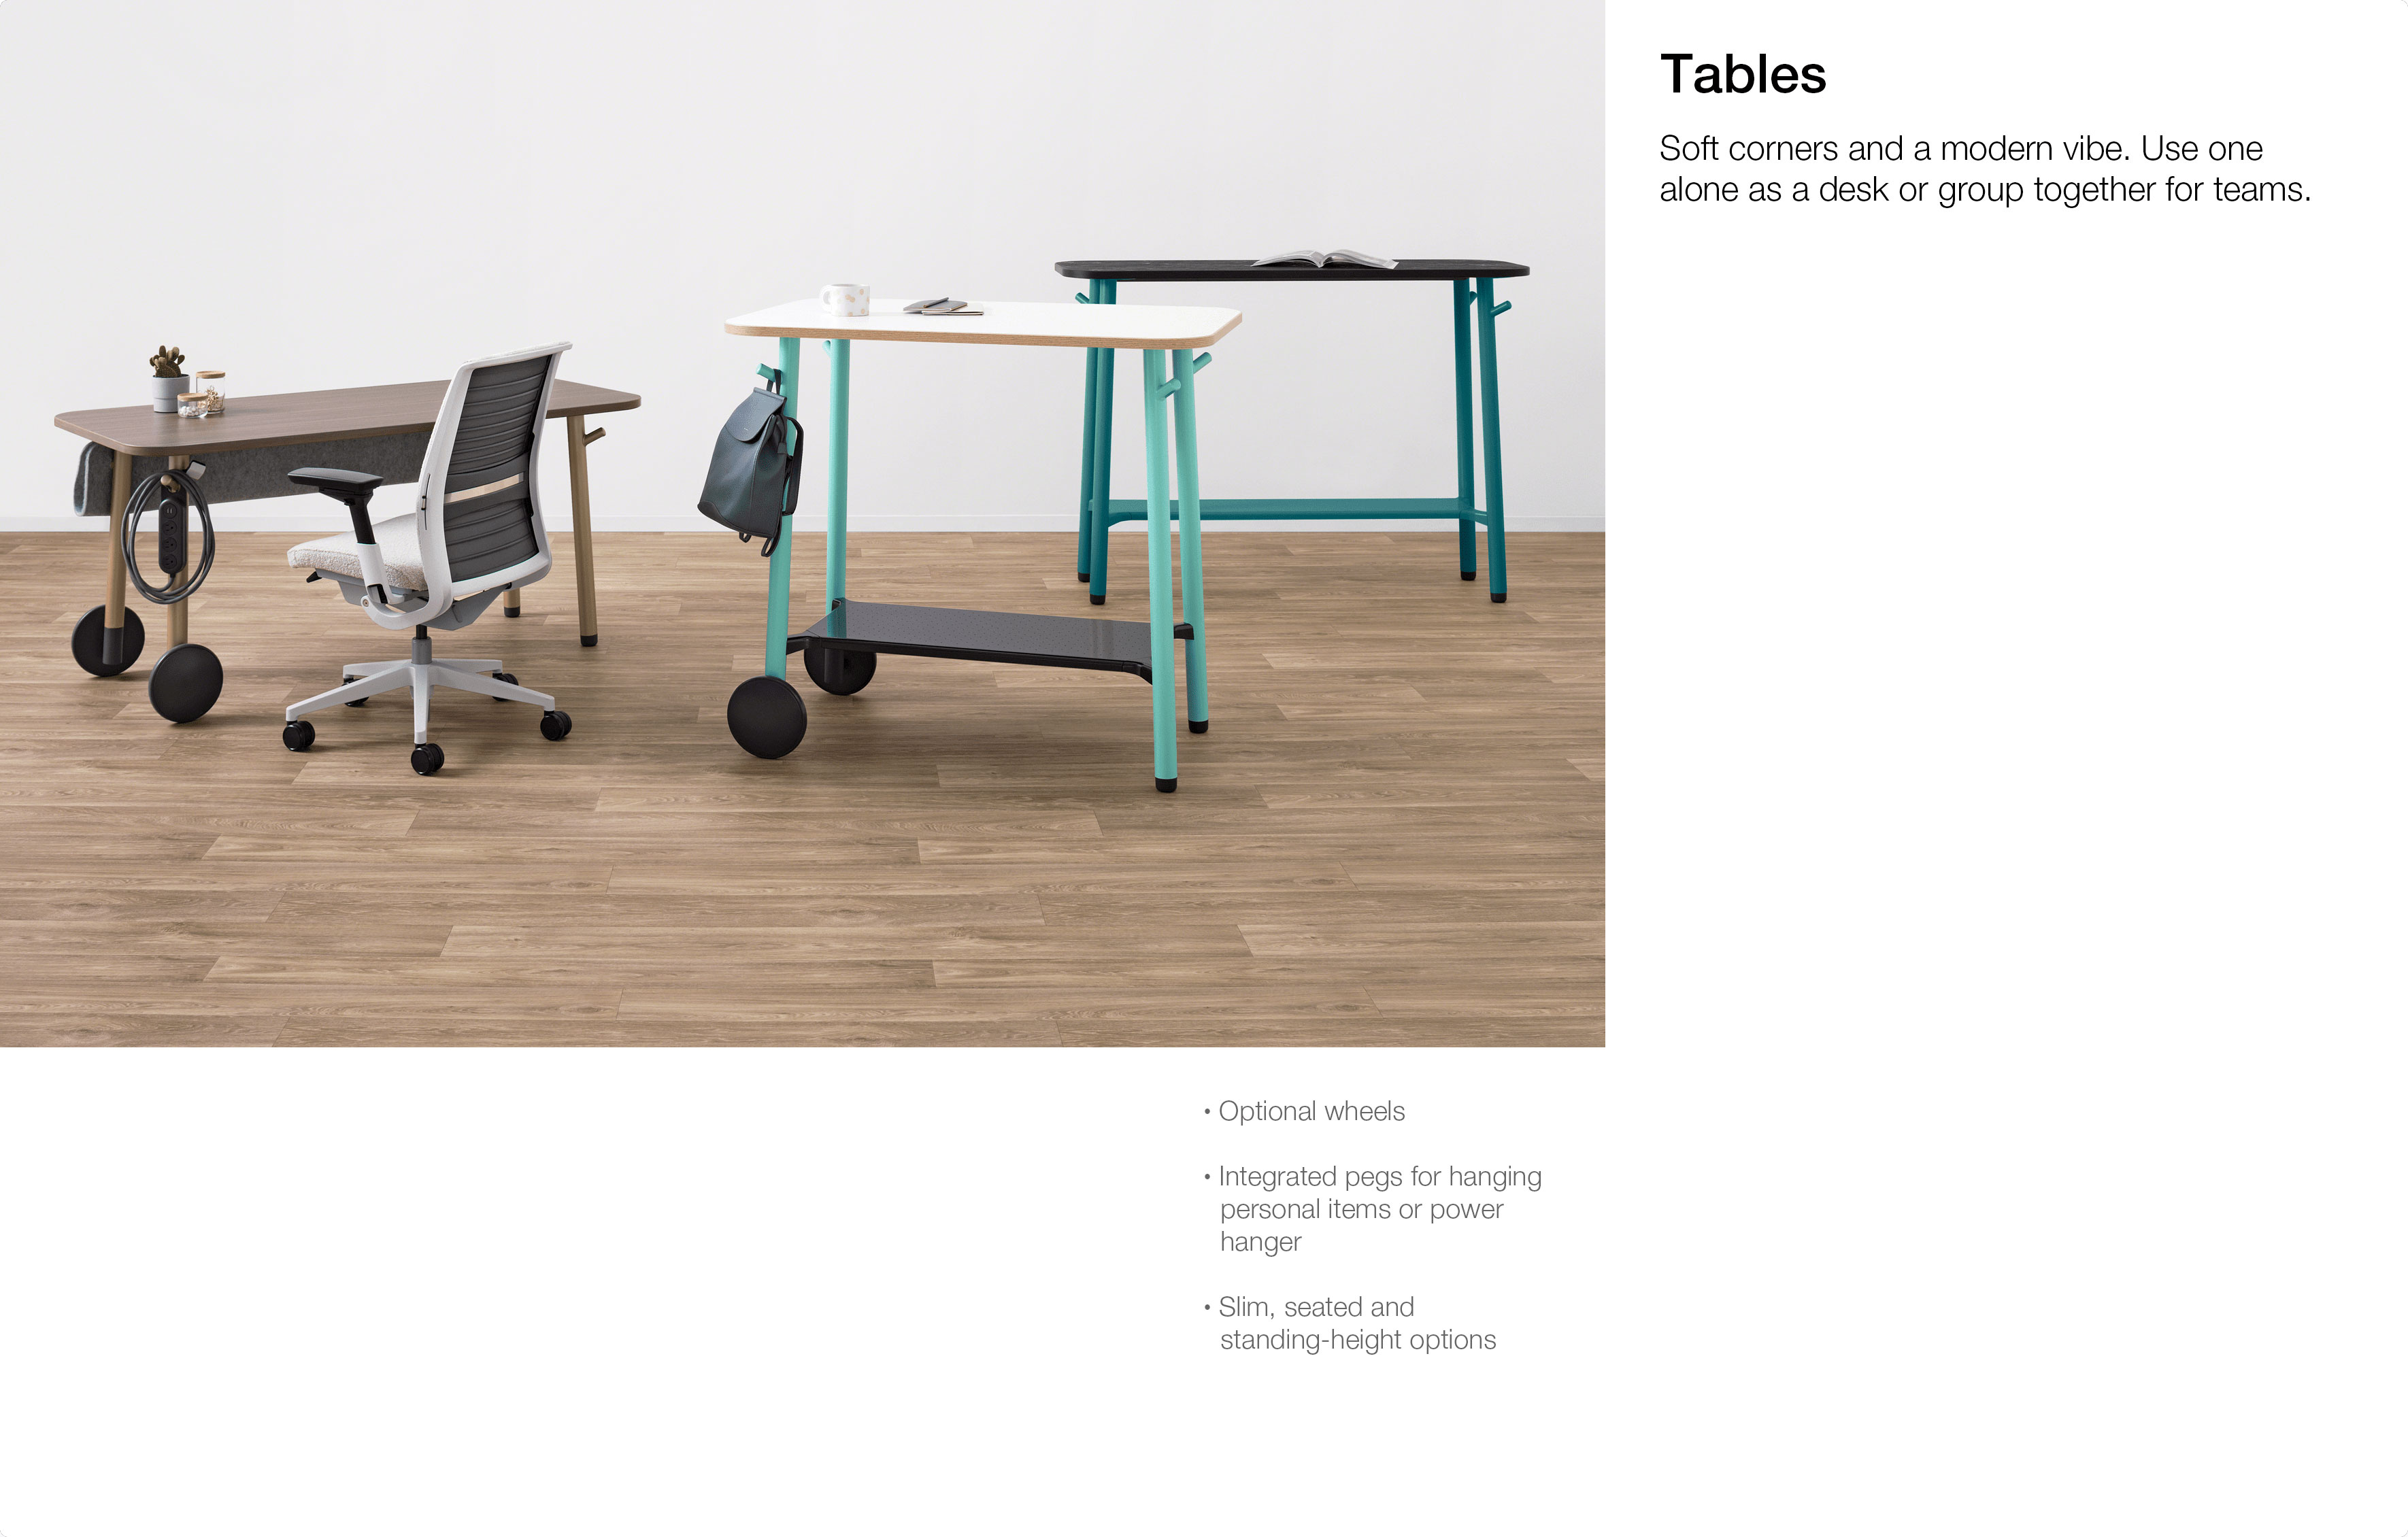 Tables
Soft corners and a modern vibe. Use one
alone as a desk or group together for teams.
• Optional wheels
• Integrated pegs for hanging
personal items or power
hanger
• Slim, seated and
standing-height options